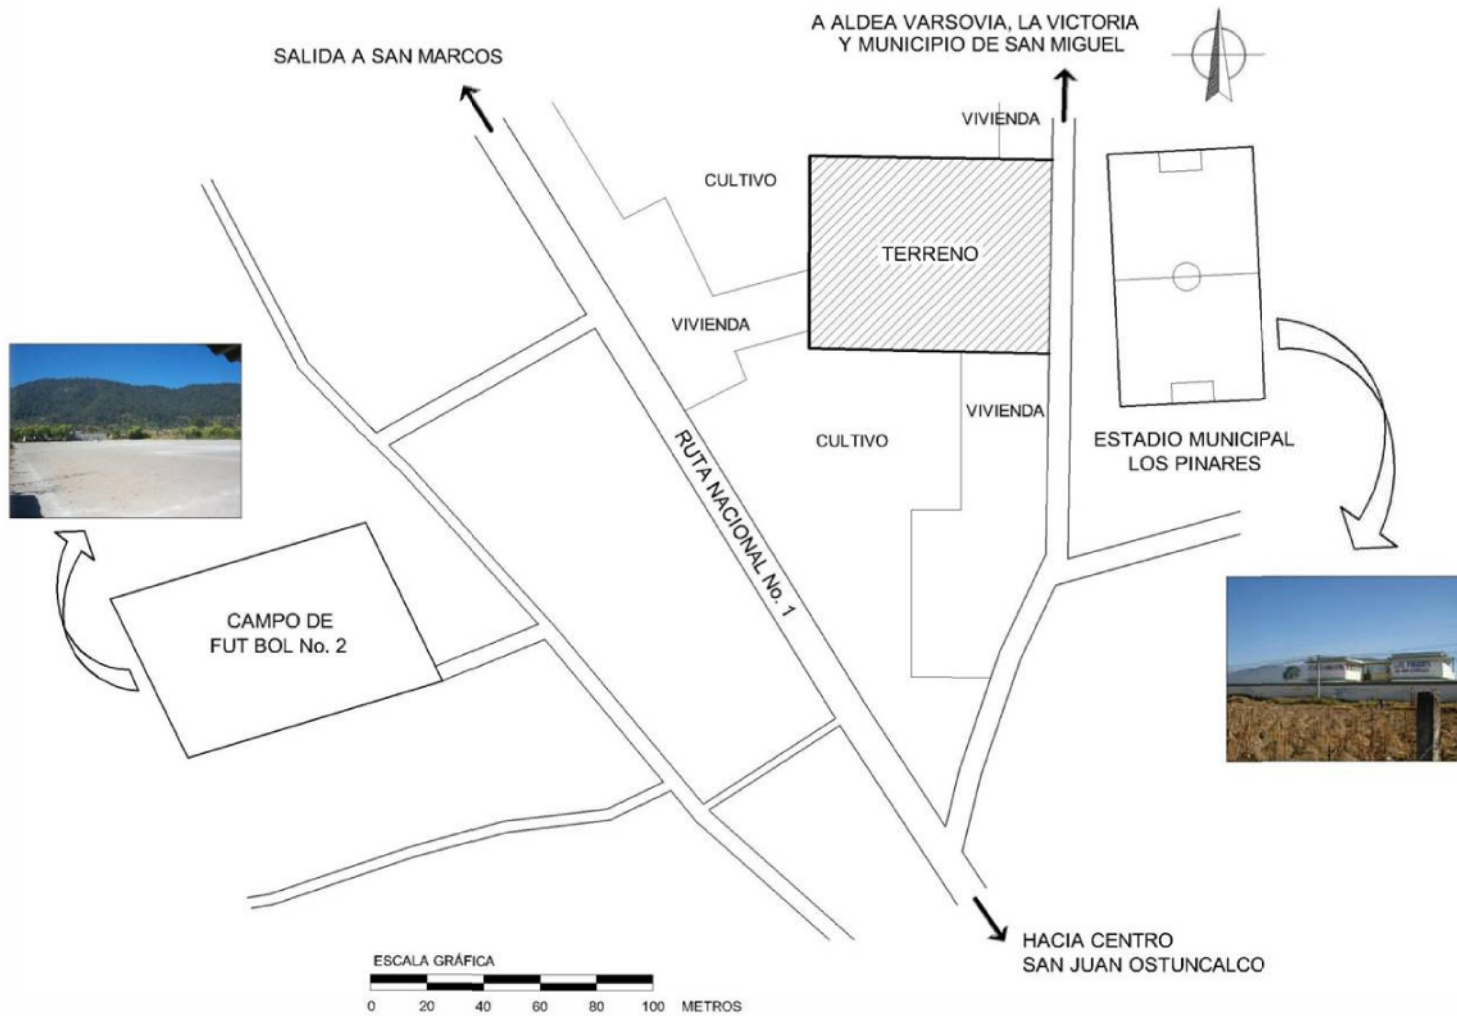 A ALDEA VARSOVIA, LA VICTORIA
Y MUNICIPIO DE SAN MIGUEL
SALIDA A SAN MARCOS
VIVIENDA
CULTIVO
TERRENO
VIVIENDA
VIVIENDA
CULTIVO
ESTADIO MUNICIPAL
LOS PINARES
RUTA NACIONAL No. 1
CAMPO DE
FUT BOL No. 2
HACIA CENTRO
SAN JUAN OSTUNCALCO
ESCALA GRÁFICA
0 20 40 60 80 100 METROS